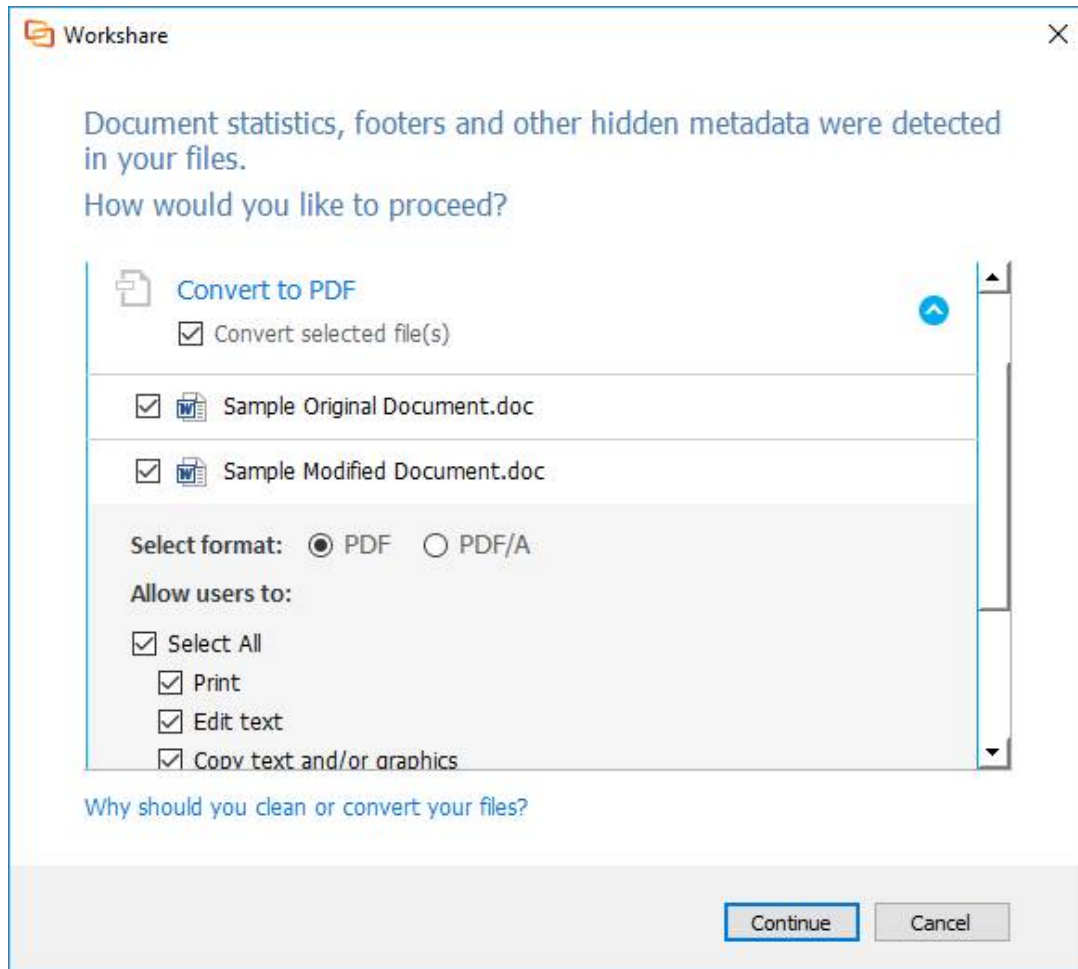 Workshare
Document statistics, footers and other hidden metadata were detected
in your files.
How would you like to proceed?
Convert to PDF
Convert selected file(s)
Sample Original Document.doc
Sample Modified Document.doc
Select format: PDF PDF/A
Allow users to:
Select All
Print
Edit text
Copy text and/or graphics
Why should you clean or convert your files?
Continue Cancel